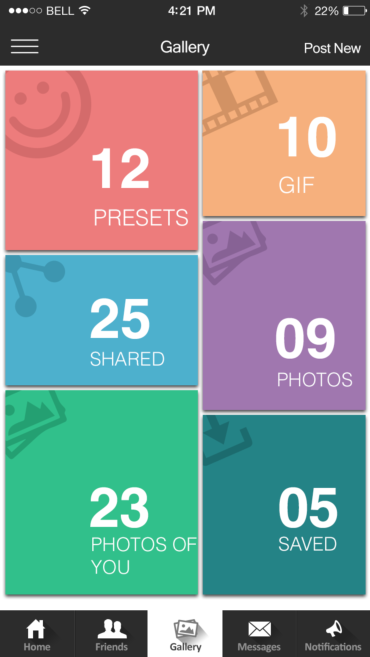 BELL 4:21 PM 22%
Gallery Post New
12
PRESETS
10
GIF
25
SHARED
09
PHOTOS
23
PHOTOS OF
YOU
05
SAVED
Home Friends Gallery Messages Notifications